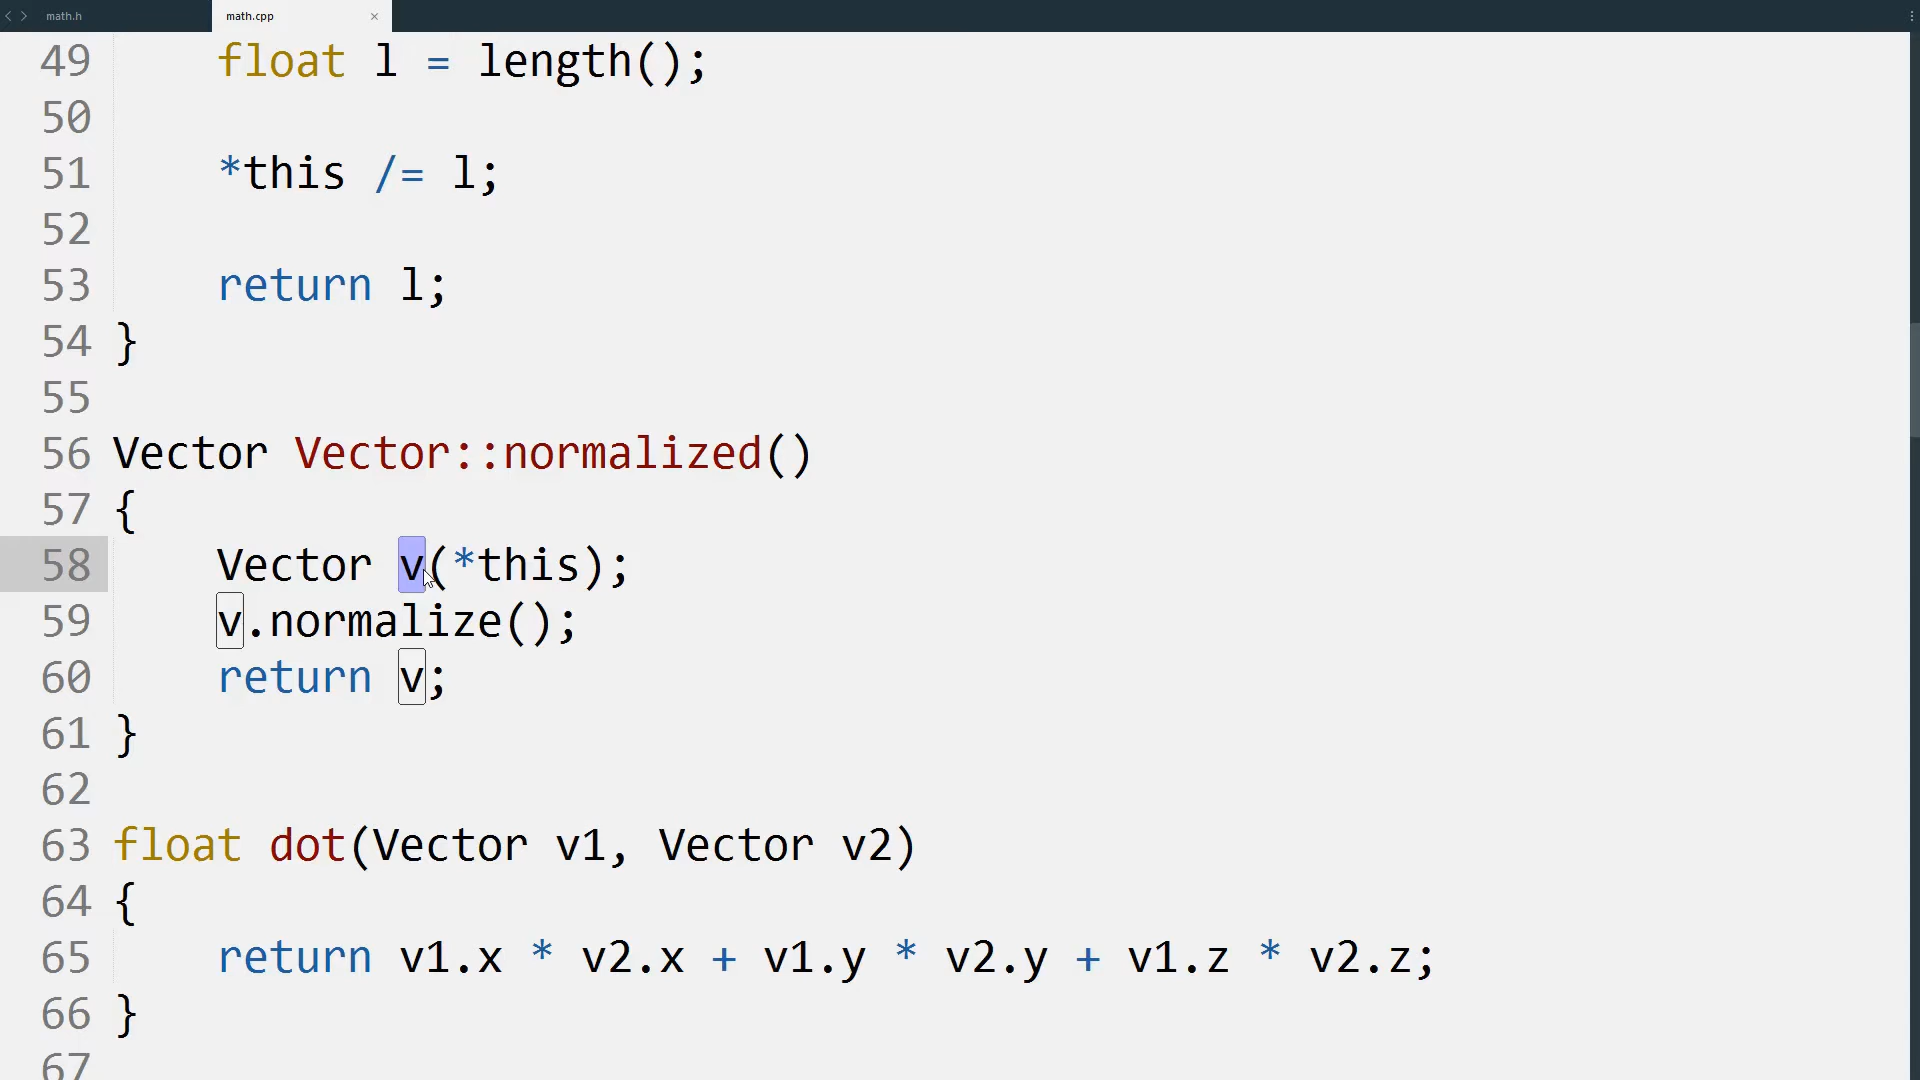 math.h
math.cpp
49 float l = length();
50
51 *this /= l;
52
53 return l;
54 }
55
56 Vector Vector::normalized()
57 {
58 Vector v(*this);
59 v.normalize();
60 return v;
61 }
62
63 float dot(Vector v1, Vector v2)
64 {
65 return v1.x * v2.x + v1.y * v2.y + v1.z * v2.z;
66 }
67